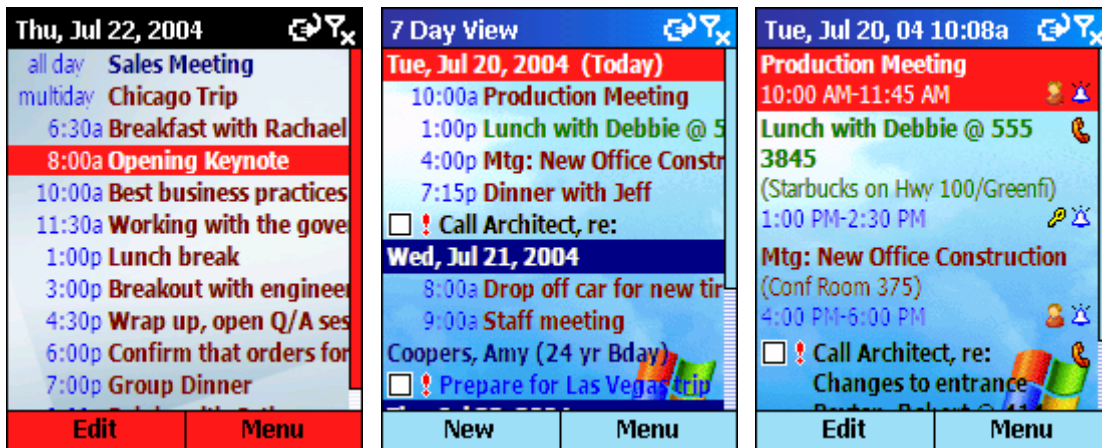 Thu, Jul 22, 2004
all day Sales Meeting
multiday Chicago Trip
6:30a Breakfast with Rachael
8:00a Opening Keynote
10:00a Best business practices
11:30a Working with the gove
1:00p Lunch break
3:00p Breakout with engineer
4:30p Wrap up, open Q/A ses
6:00p Confirm that orders for
7:00p Group Dinner
Edit Menu
7 Day View
Tue, Jul 20, 2004 (Today)
10:00a Production Meeting
1:00p Lunch with Debbie @ 5
4:00p Mtg: New Office Constr
7:15p Dinner with Jeff
! Call Architect, re:
Wed, Jul 21, 2004
8:00a Drop off car for new tir
9:00a Staff meeting
Coopers, Amy (24 yr Bday)
! Prepare for Las Vegas trip
New Menu
Tue, Jul 20, 04 10:08a
Production Meeting
10:00 AM-11:45 AM
Lunch with Debbie @ 555
3845
(Starbucks on Hwy 100/Greenfi)
1:00 PM-2:30 PM
Mtg: New Office Construction
(Conf Room 375)
4:00 PM-6:00 PM
! Call Architect, re:
Changes to entrance
Edit Menu